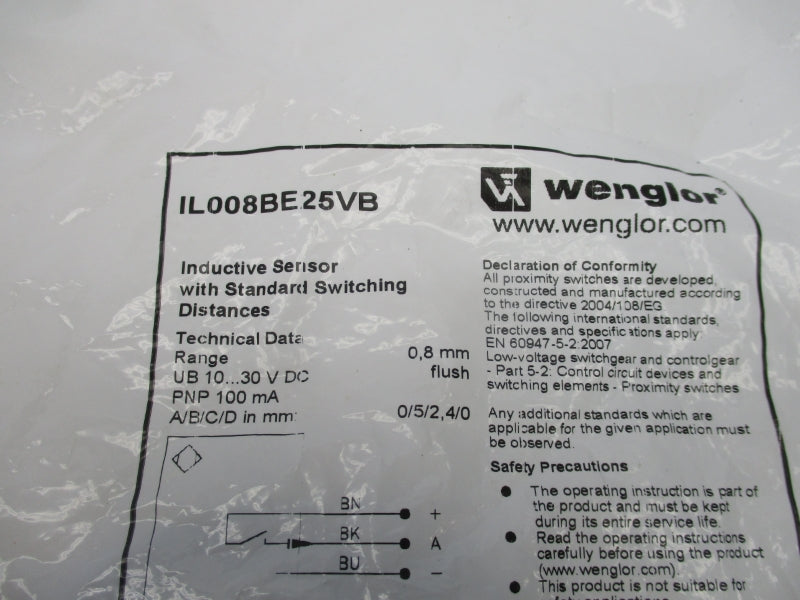 IL008BE25VB
Inductive Sensor
with Standard Switching
Distances
Technical Data
Range 0,8 mm
UB 10...30 V DC flush
PNP 100 mA
A/B/C/D in mm: 0/5/2,4/0
BN +
BK A
BU −
wenglor®
www.wenglor.com
Declaration of Conformity
All proximity switches are developed,
constructed and manufactured according
to the directive 2004/108/EG
The following international standards,
directives and specifications apply:
EN 60947-5-2:2007
Low-voltage switchgear and controlgear
- Part 5-2: Control circuit devices and
switching elements - Proximity switches
Any additional standards which are
applicable for the given application must
be observed.
Safety Precautions
● The operating instruction is part of
the product and must be kept
during its entire service life.
● Read the operating instructions
carefully before using the product
(www.wenglor.com).
● This product is not suitable for
safety applications.